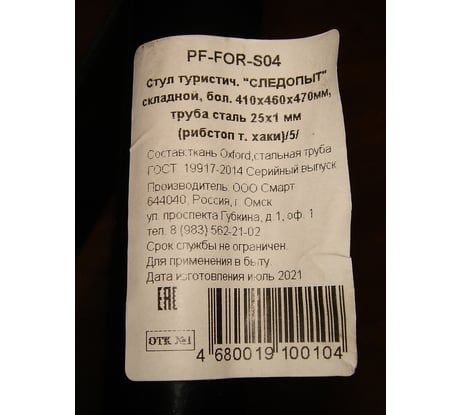 PF-FOR-S04
Стул туристич. "СЛЕДОПЫТ"
складной, бол. 410х460х470мм,
труба сталь 25х1 мм
(рибстоп т. хаки)/5/
Состав:ткань Oxford,стальная труба
ГОСТ 19917-2014 Серийный выпуск
Производитель: ООО Смарт
644040, Россия, г. Омск
ул. проспекта Губкина, д.1, оф. 1
тел. 8 (983) 562-21-02
Срок службы не ограничен.
Для применения в быту.
Дата изготовления июль 2021
ЕАС
ОТК №1
4 680019 100104